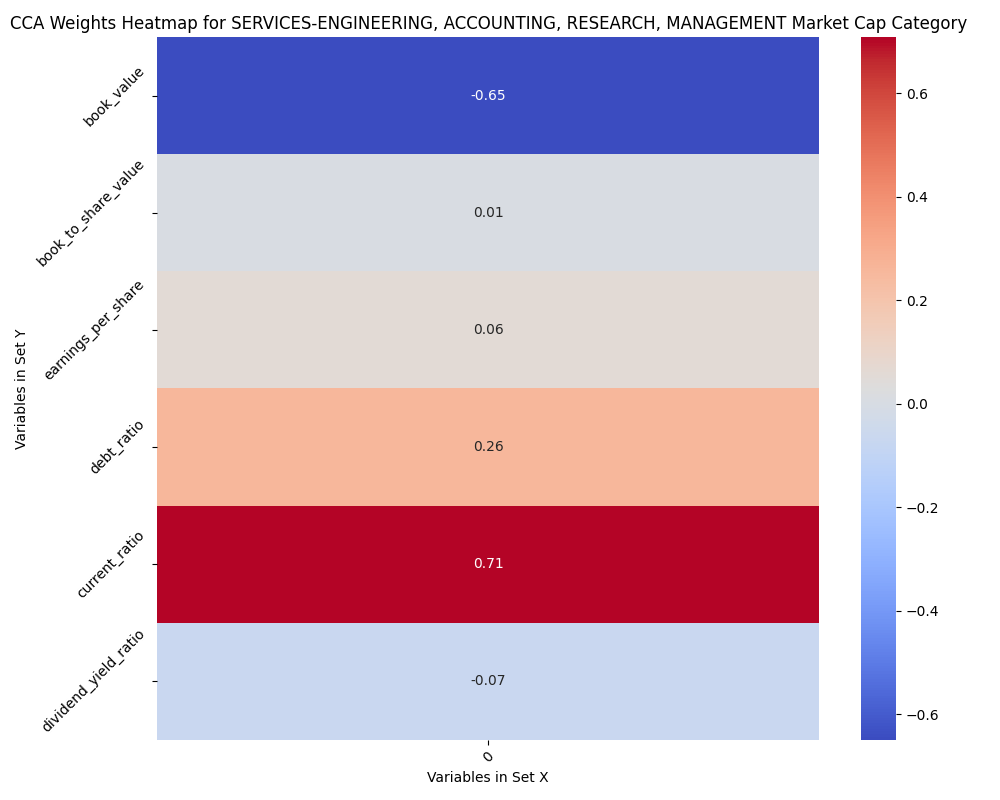 CCA Weights Heatmap for SERVICES-ENGINEERING, ACCOUNTING, RESEARCH, MANAGEMENT Market Cap Category
Variables in Set Y
book_value
-0.65
book_to_share_value
0.01
earnings_per_share
0.06
debt_ratio
0.26
current_ratio
0.71
dividend_yield_ratio
-0.07
0
Variables in Set X
0.6
0.4
0.2
0.0
−0.2
−0.4
−0.6